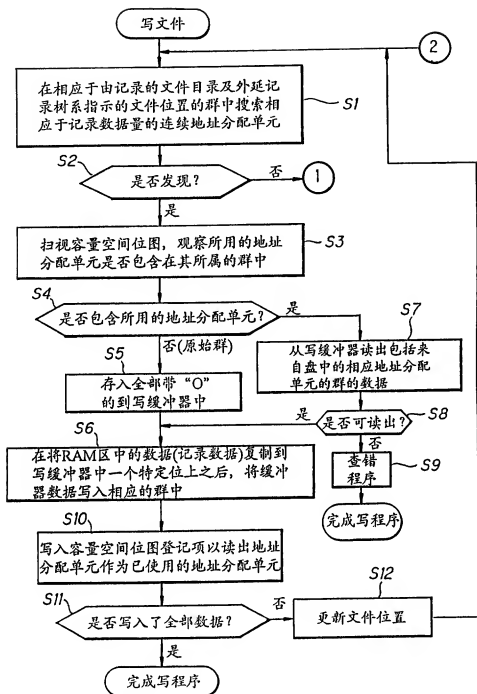 写文件
2
在相应于由记录的文件目录及外延记
录树系指示的文件位置的群中搜索相
应于记录数据量的连续地址分配单元
S1
S2
是否发现?
否
1
是
扫视容量空间位图，观察所用的地址
分配单元是否包含在其所属的群中
S3
S4
是否包含所用的地址分配单元?
是
S7
否(原始群)
从写缓冲器读出包括来
自盘中的相应地址分配
单元的群的数据
S5
存入全部带“O”
的到写缓冲器中
是
是否可读出?
S8
S6
否
在将RAM区中的数据(记录数据)复制到
写缓冲器中一个特定位上之后，将缓冲
器数据写入相应的群中
查错
程序
S9
完成写程序
S10
写入容量空间位图登记项以读出地址
分配单元作为已使用的地址分配单元
S11
是否写入了全部数据?
否
S12
更新文件位置
是
完成写程序